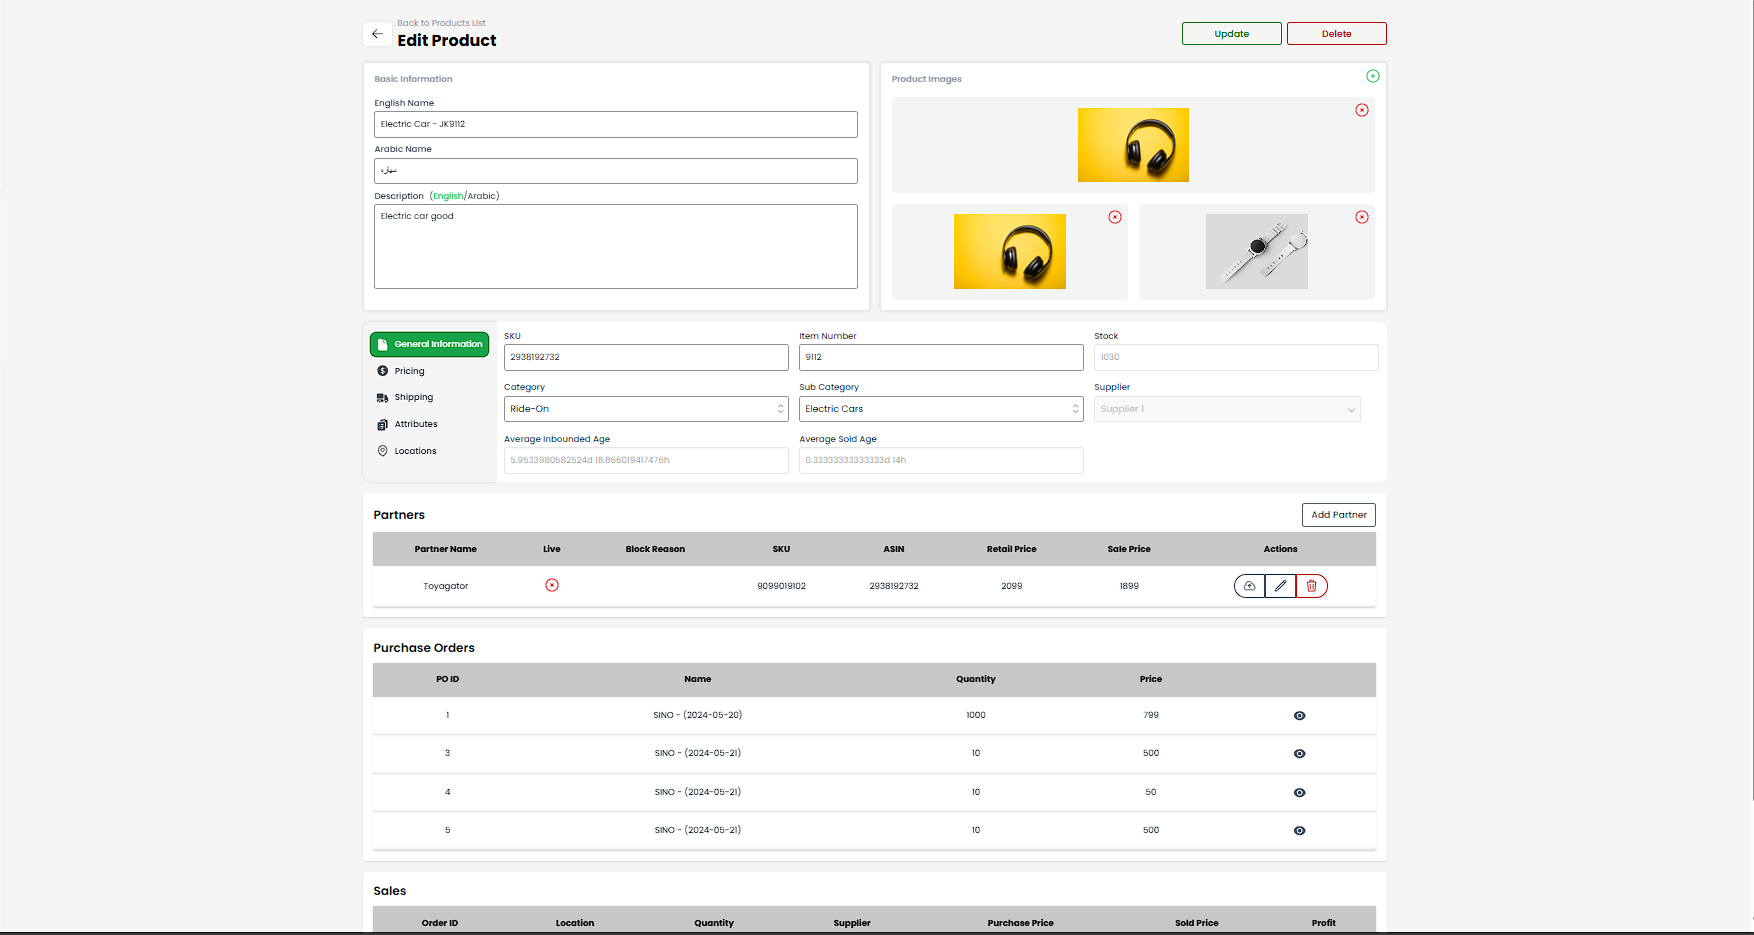 Back to Products List
Edit Product
Update
Delete
Basic Information
English Name
Electric Car - JK9112
Arabic Name
سيارة
Description (English/Arabic)
Electric car good
Product Images
General Information
Pricing
Shipping
Attributes
Locations
SKU
2938192732
Item Number
9112
Stock
1030
Category
Ride-On
Sub Category
Electric Cars
Supplier
Supplier 1
Average Inbounded Age
5.9533980582524d 18.866019417476h
Average Sold Age
0.33333333333333d 14h
Partners
Add Partner
Partner Name Live Block Reason SKU ASIN Retail Price Sale Price Actions
Toyagator 9099019102 2938192732 2099 1899
Purchase Orders
PO ID Name Quantity Price
1 SINO - (2024-05-20) 1000 799
3 SINO - (2024-05-21) 10 500
4 SINO - (2024-05-21) 10 50
5 SINO - (2024-05-21) 10 500
Sales
Order ID Location Quantity Supplier Purchase Price Sold Price Profit